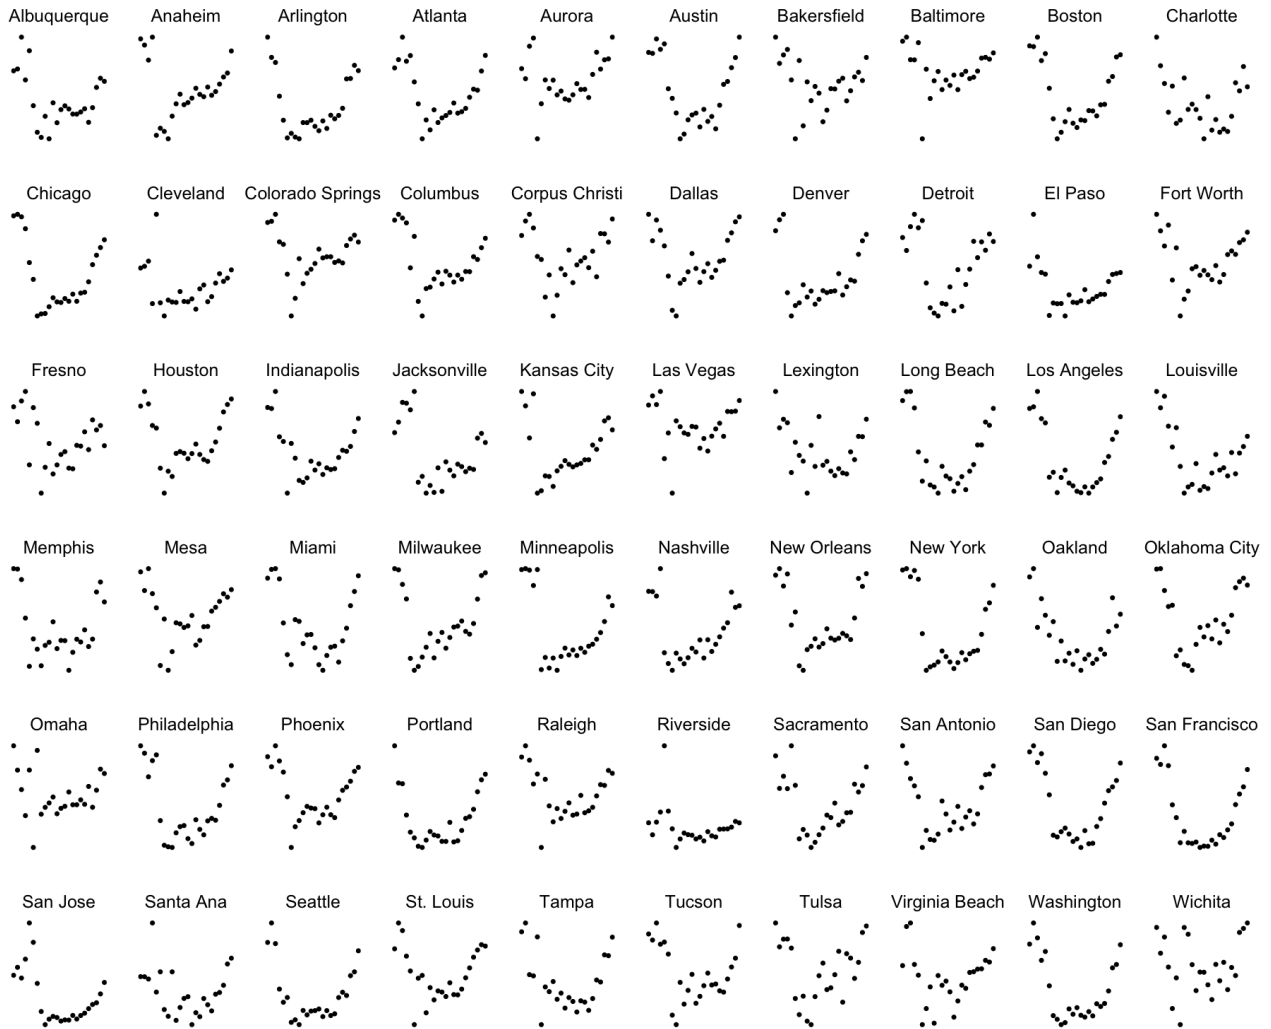 Albuquerque Anaheim Arlington Atlanta Aurora Austin Bakersfield Baltimore Boston Charlotte
Chicago Cleveland Colorado Springs Columbus Corpus Christi Dallas Denver Detroit El Paso Fort Worth
Fresno Houston Indianapolis Jacksonville Kansas City Las Vegas Lexington Long Beach Los Angeles Louisville
Memphis Mesa Miami Milwaukee Minneapolis Nashville New Orleans New York Oakland Oklahoma City
Omaha Philadelphia Phoenix Portland Raleigh Riverside Sacramento San Antonio San Diego San Francisco
San Jose Santa Ana Seattle St. Louis Tampa Tucson Tulsa Virginia Beach Washington Wichita